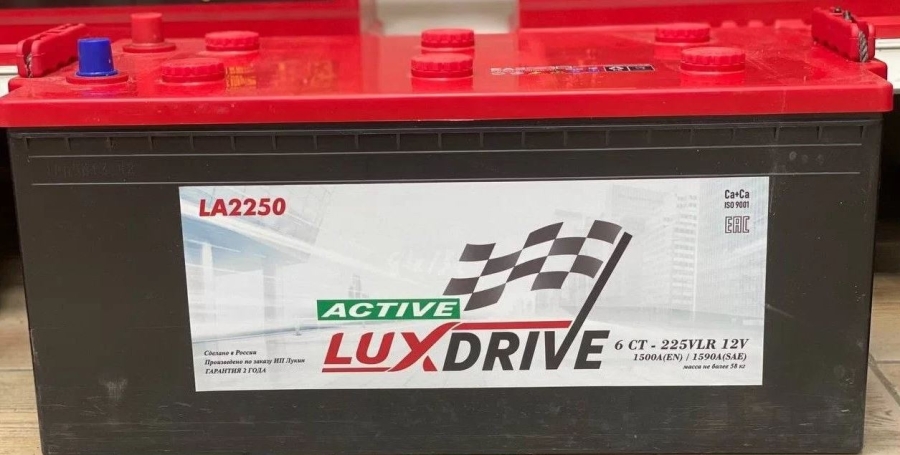 LA2250
Ca+Ca
ISO 9001
EAC
ACTIVE
LUXDRIVE
6 CT - 225VLR 12V
1500A(EN) / 1590A(SAE)
масса не более 58 кг
Сделано в России
Произведено по заказу ИП Лукин
ГАРАНТИЯ 2 ГОДА